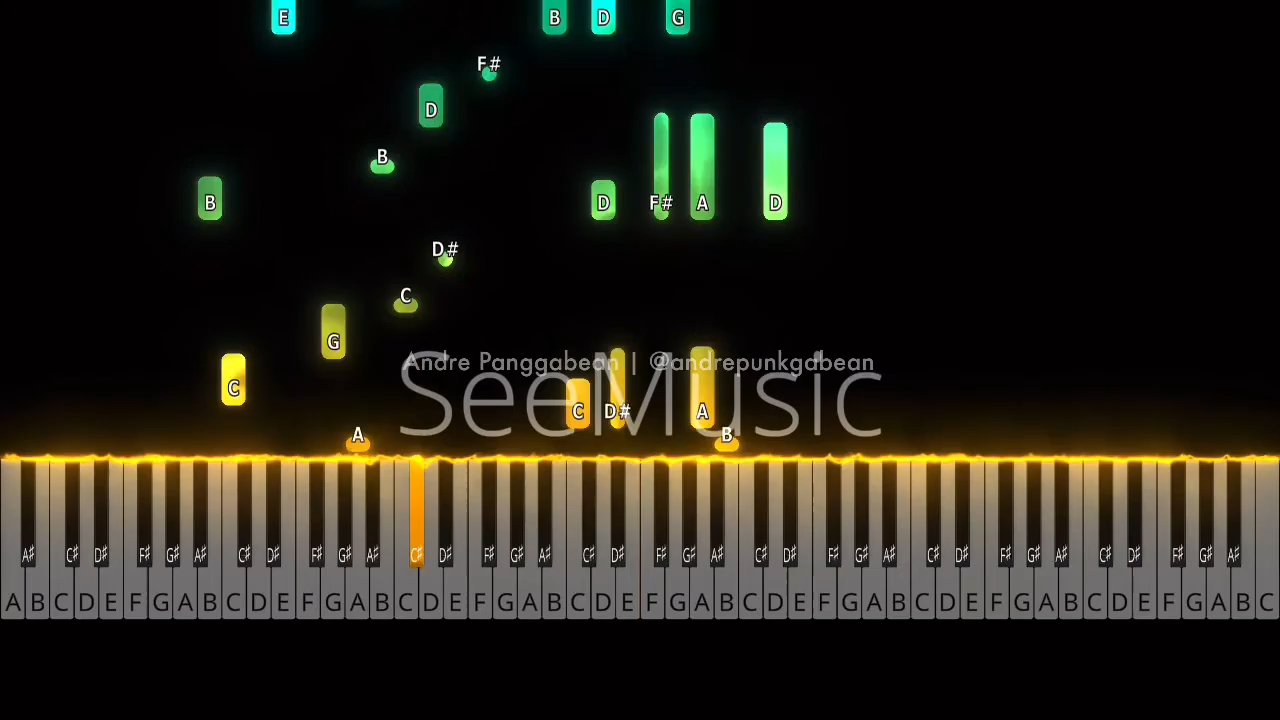 E B D G
F#
D
B
B D F# A D
D#
C
G
Andre Panggabean | @andrepunkgabean
SeeMusic
C
C D# A
A B
A# C# D# F# G# A# C# D# F# G# A# C# D# F# G# A# C# D# F# G# A# C# D# F# G# A# C# D# F# G# A# C# D# F# G# A#
A B C D E F G A B C D E F G A B C D E F G A B C D E F G A B C D E F G A B C D E F G A B C D E F G A B C